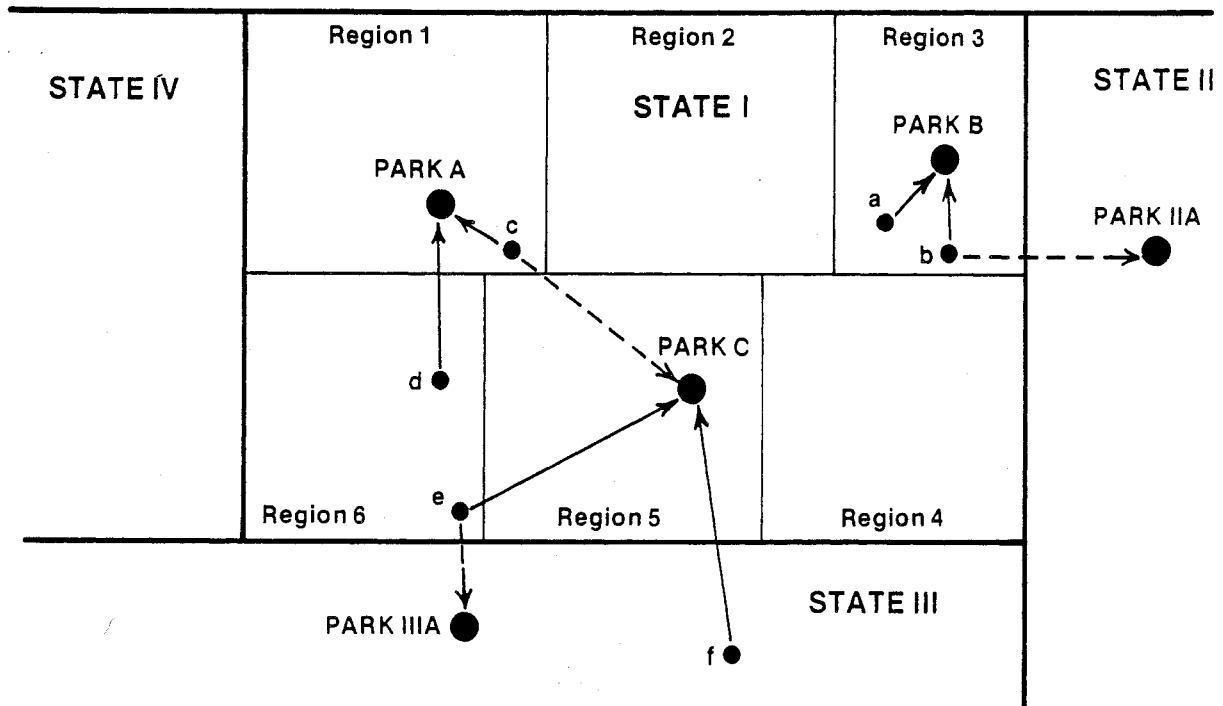 Region 1
Region 2
Region 3
STATE IV
STATE I
STATE II
PARK B
PARK A
a
PARK IIA
c
b
PARK C
d
e
Region 6
Region 5
Region 4
STATE III
PARK IIIA
f